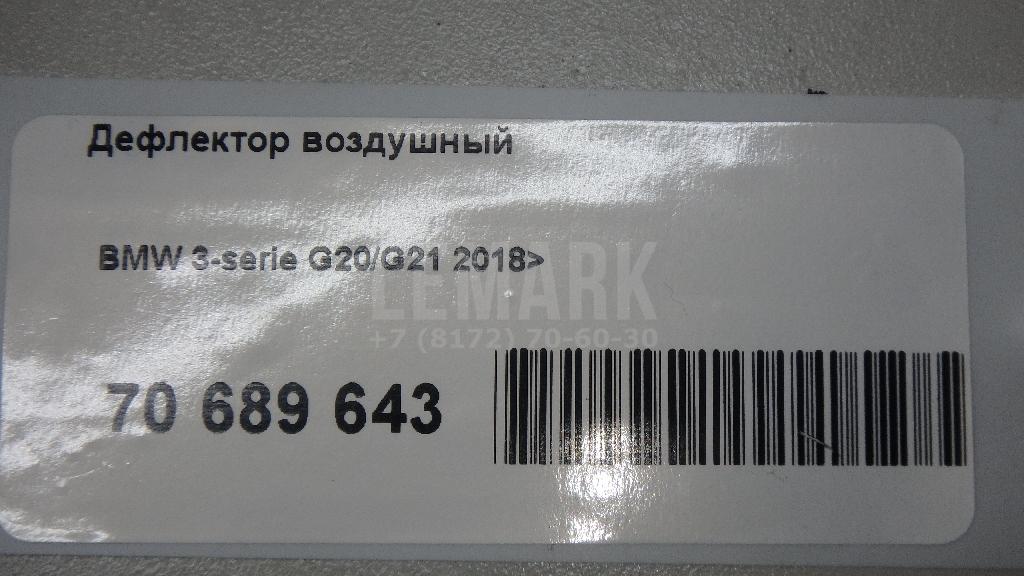 Дефлектор воздушный
BMW 3-serie G20/G21 2018>
LEMARK
+7 (8172) 70-60-30
70 689 643